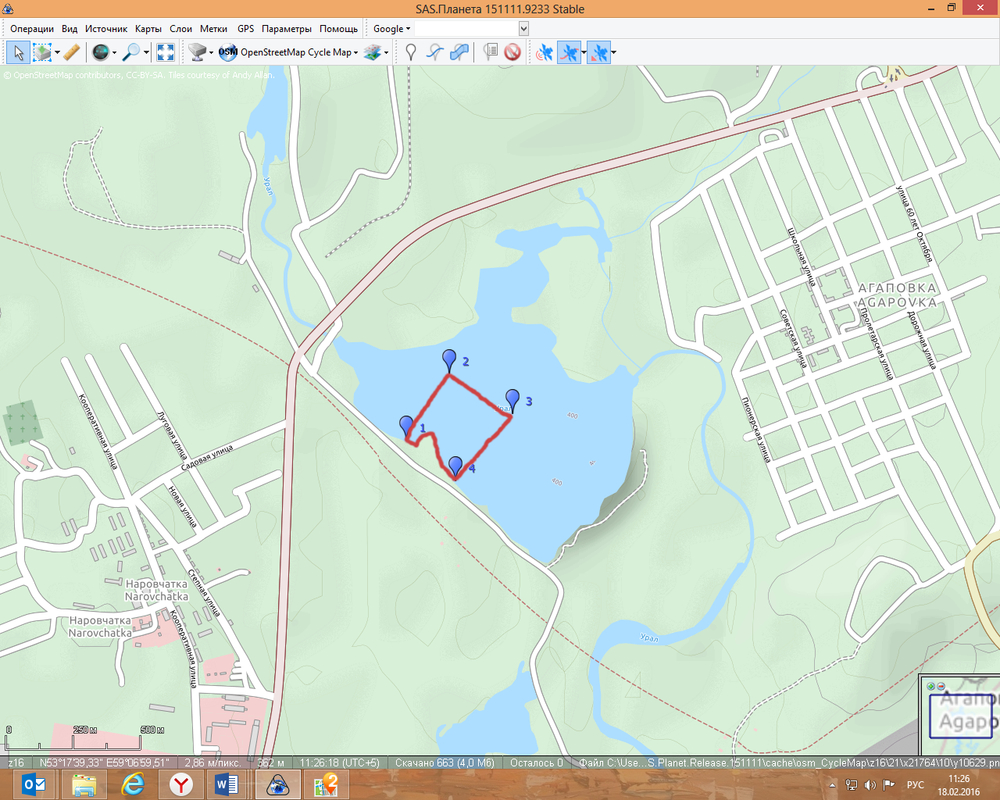 SAS.Планета 151111.9233 Stable
Операции Вид Источник Карты Слои Метки GPS Параметры Помощь Google
OSM OpenStreetMap Cycle Map
© OpenStreetMap contributors, CC-BY-SA. Tiles courtesy of Andy Allan.
Урал
улица 60 лет Октября
Школьная улица
АГАПОВКА
AGAPOVKA
Советская улица
Пролетарская улица
Дорожная улица
Пионерская улица
1
2
3
4
Урал
400
400
Кооперативная улица
Луговая улица
Садовая улица
Новая улица
Степная улица
Наровчатка
Narovchatka
Наровчатка
Narovchatka
Кооперативная улица
Урал
Агапо
Agapo
0 250 м 500 м
z16 N53°17'39,33" E59°06'59,51" 2,86 м/пикс. 362 м 11:26:18 (UTC+5) Скачано 663 (4,0 Мб) Осталось 0 Файл C:\Use...S.Planet.Release.151111\cache\osm_CycleMap\z16\21\x21764\10\y10629.pn
РУС
11:26
18.02.2016